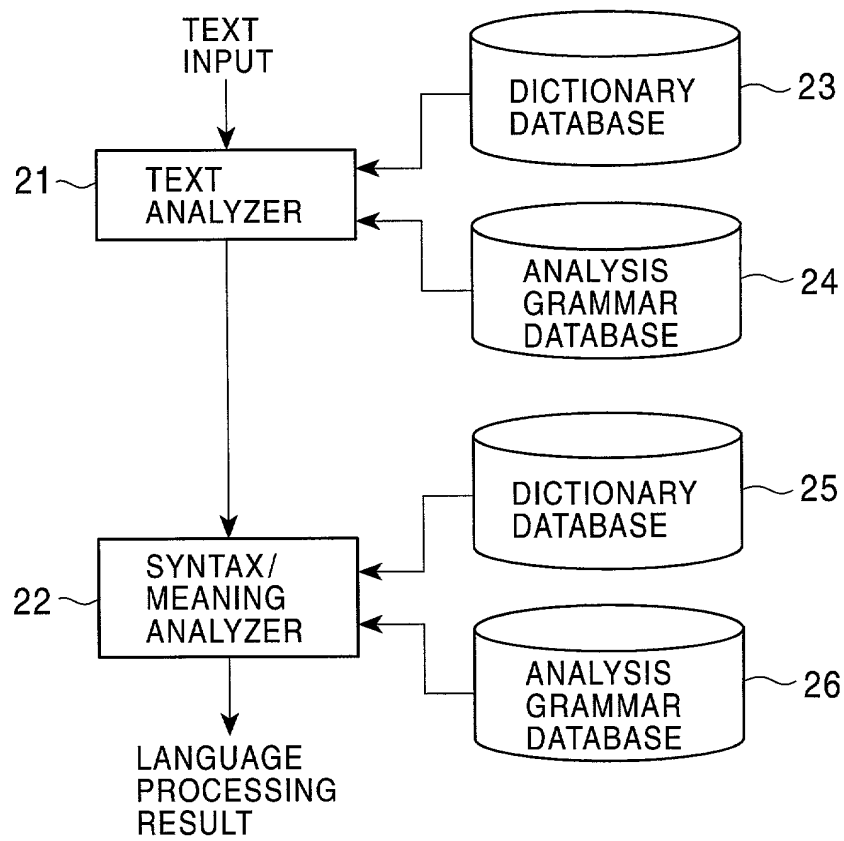 TEXT
INPUT
DICTIONARY
DATABASE
23
21
TEXT
ANALYZER
ANALYSIS
GRAMMAR
DATABASE
24
DICTIONARY
DATABASE
25
22
SYNTAX/
MEANING
ANALYZER
ANALYSIS
GRAMMAR
DATABASE
26
LANGUAGE
PROCESSING
RESULT